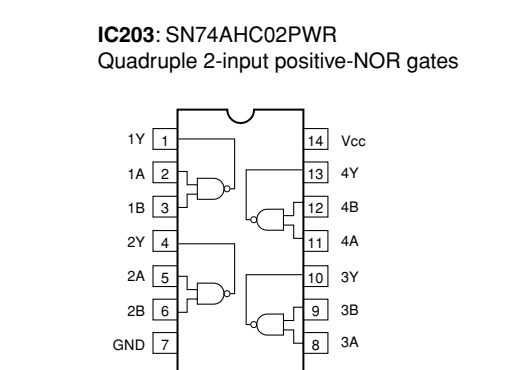 IC203: SN74AHC02PWR
Quadruple 2-input positive-NOR gates
1Y 1 14 Vcc
1A 2 13 4Y
1B 3 12 4B
2Y 4 11 4A
2A 5 10 3Y
2B 6 9 3B
GND 7 8 3A